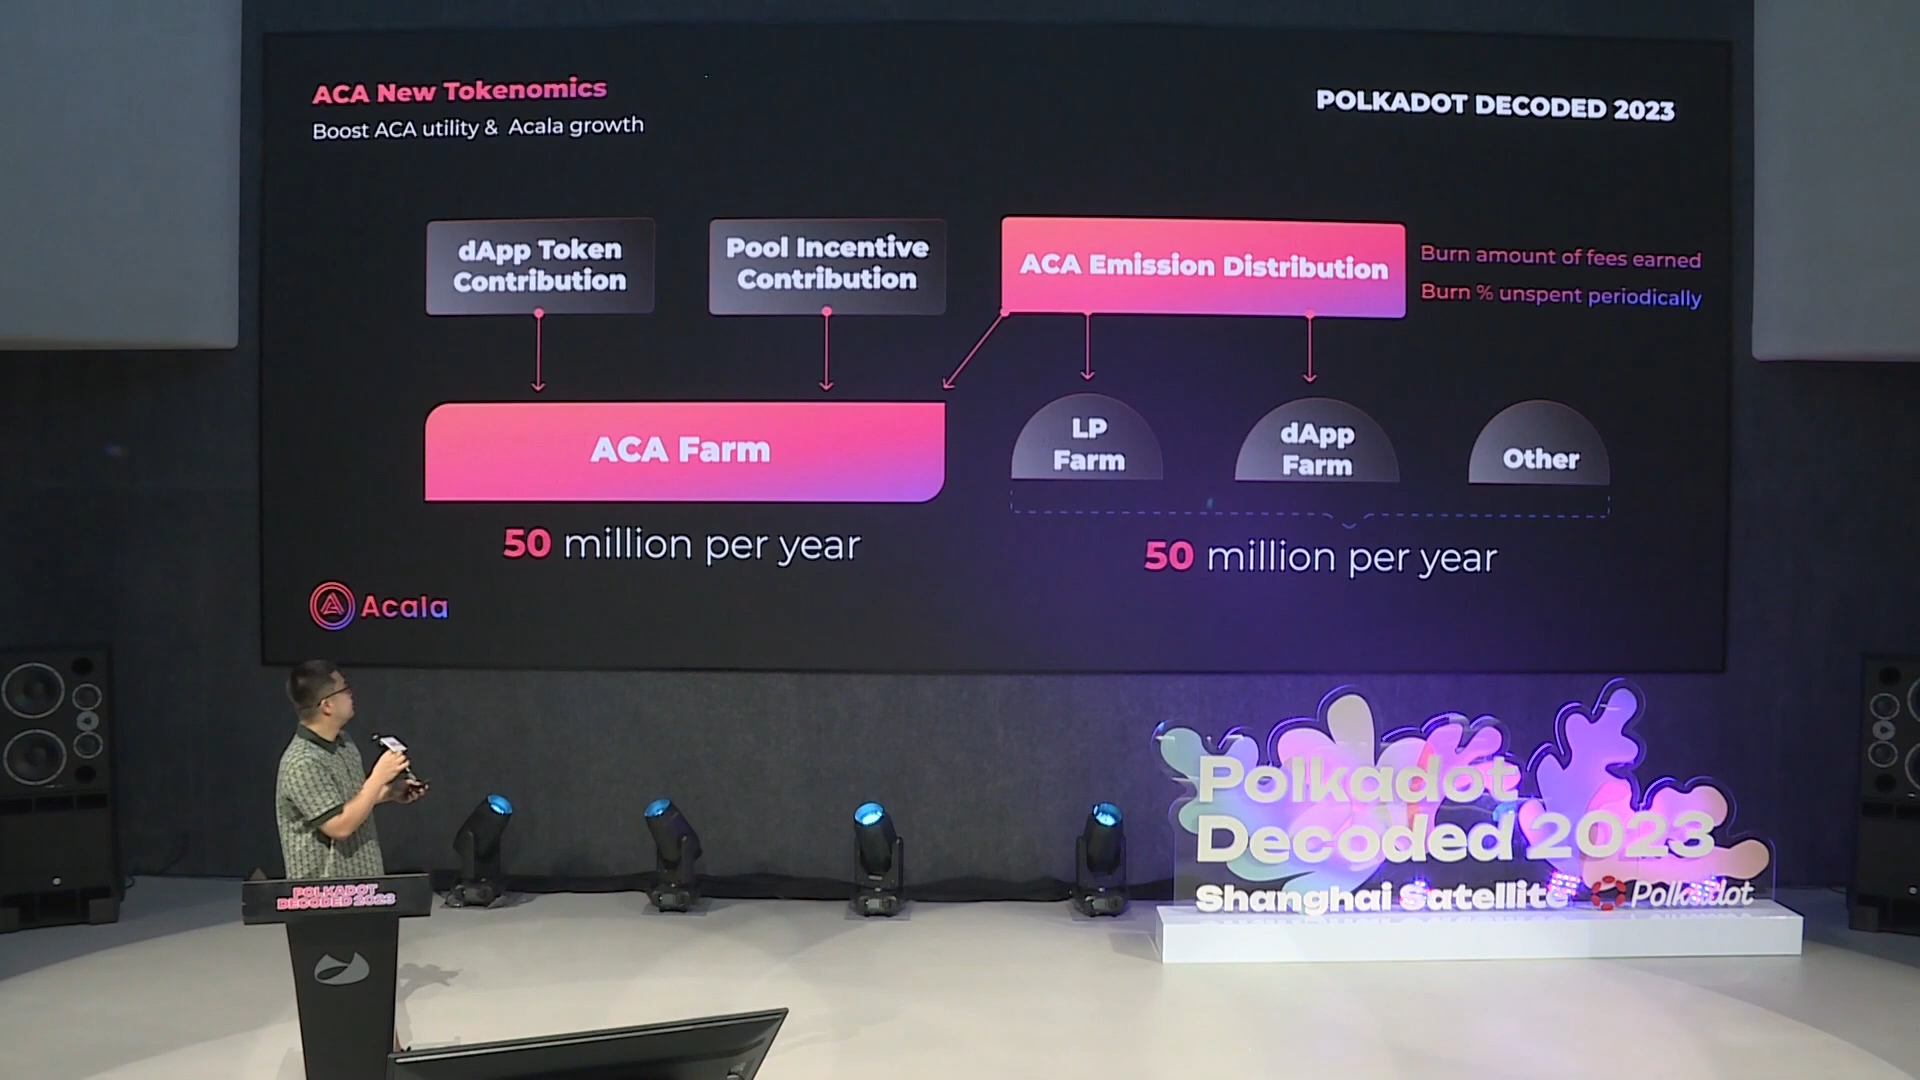 ACA New Tokenomics
Boost ACA utility & Acala growth
POLKADOT DECODED 2023
dApp Token
Contribution
Pool Incentive
Contribution
ACA Emission Distribution
Burn amount of fees earned
Burn % unspent periodically
ACA Farm
LP
Farm
dApp
Farm
Other
50 million per year
50 million per year
Acala
Polkadot
Decoded 2023
Shanghai Satellite
Polkadot
POLKADOT
DECODED 2023